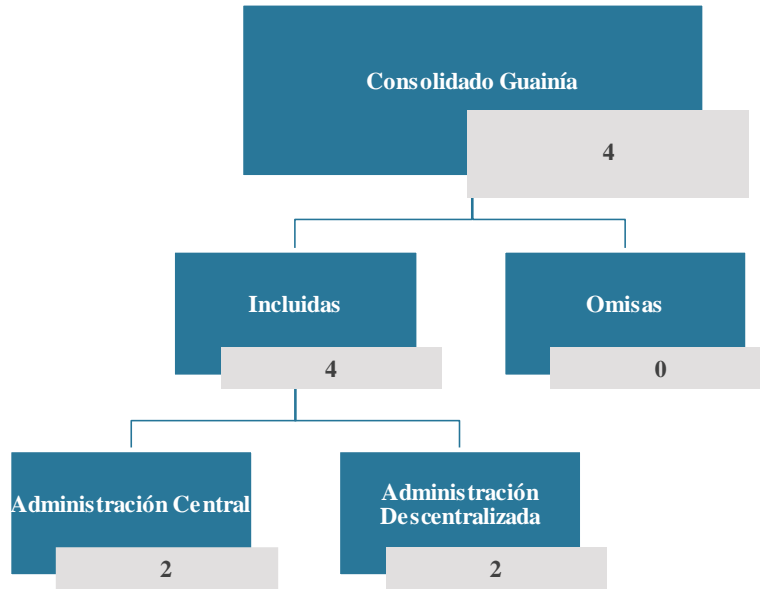 Consolidado Guainía
4
Incluidas
4
Omisas
0
Administración Central
2
Administración
Descentralizada
2